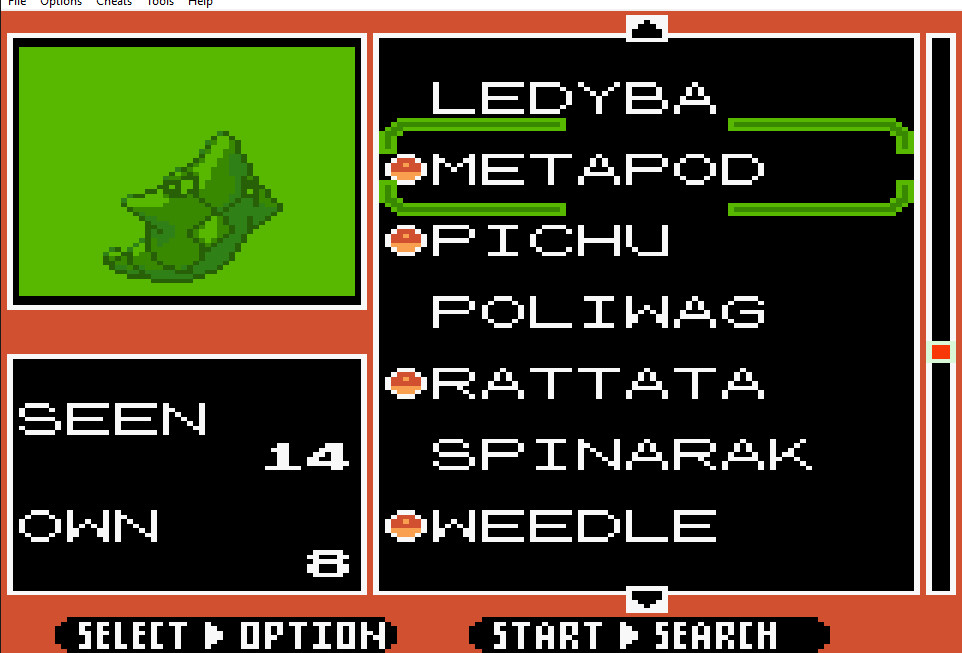 File Options Cheats Tools Help
LEDYBA
METAPOD
PICHU
POLIWAG
RATTATA
SPINARAK
WEEDLE
SEEN
14
OWN
8
SELECT ▶ OPTION
START ▶ SEARCH